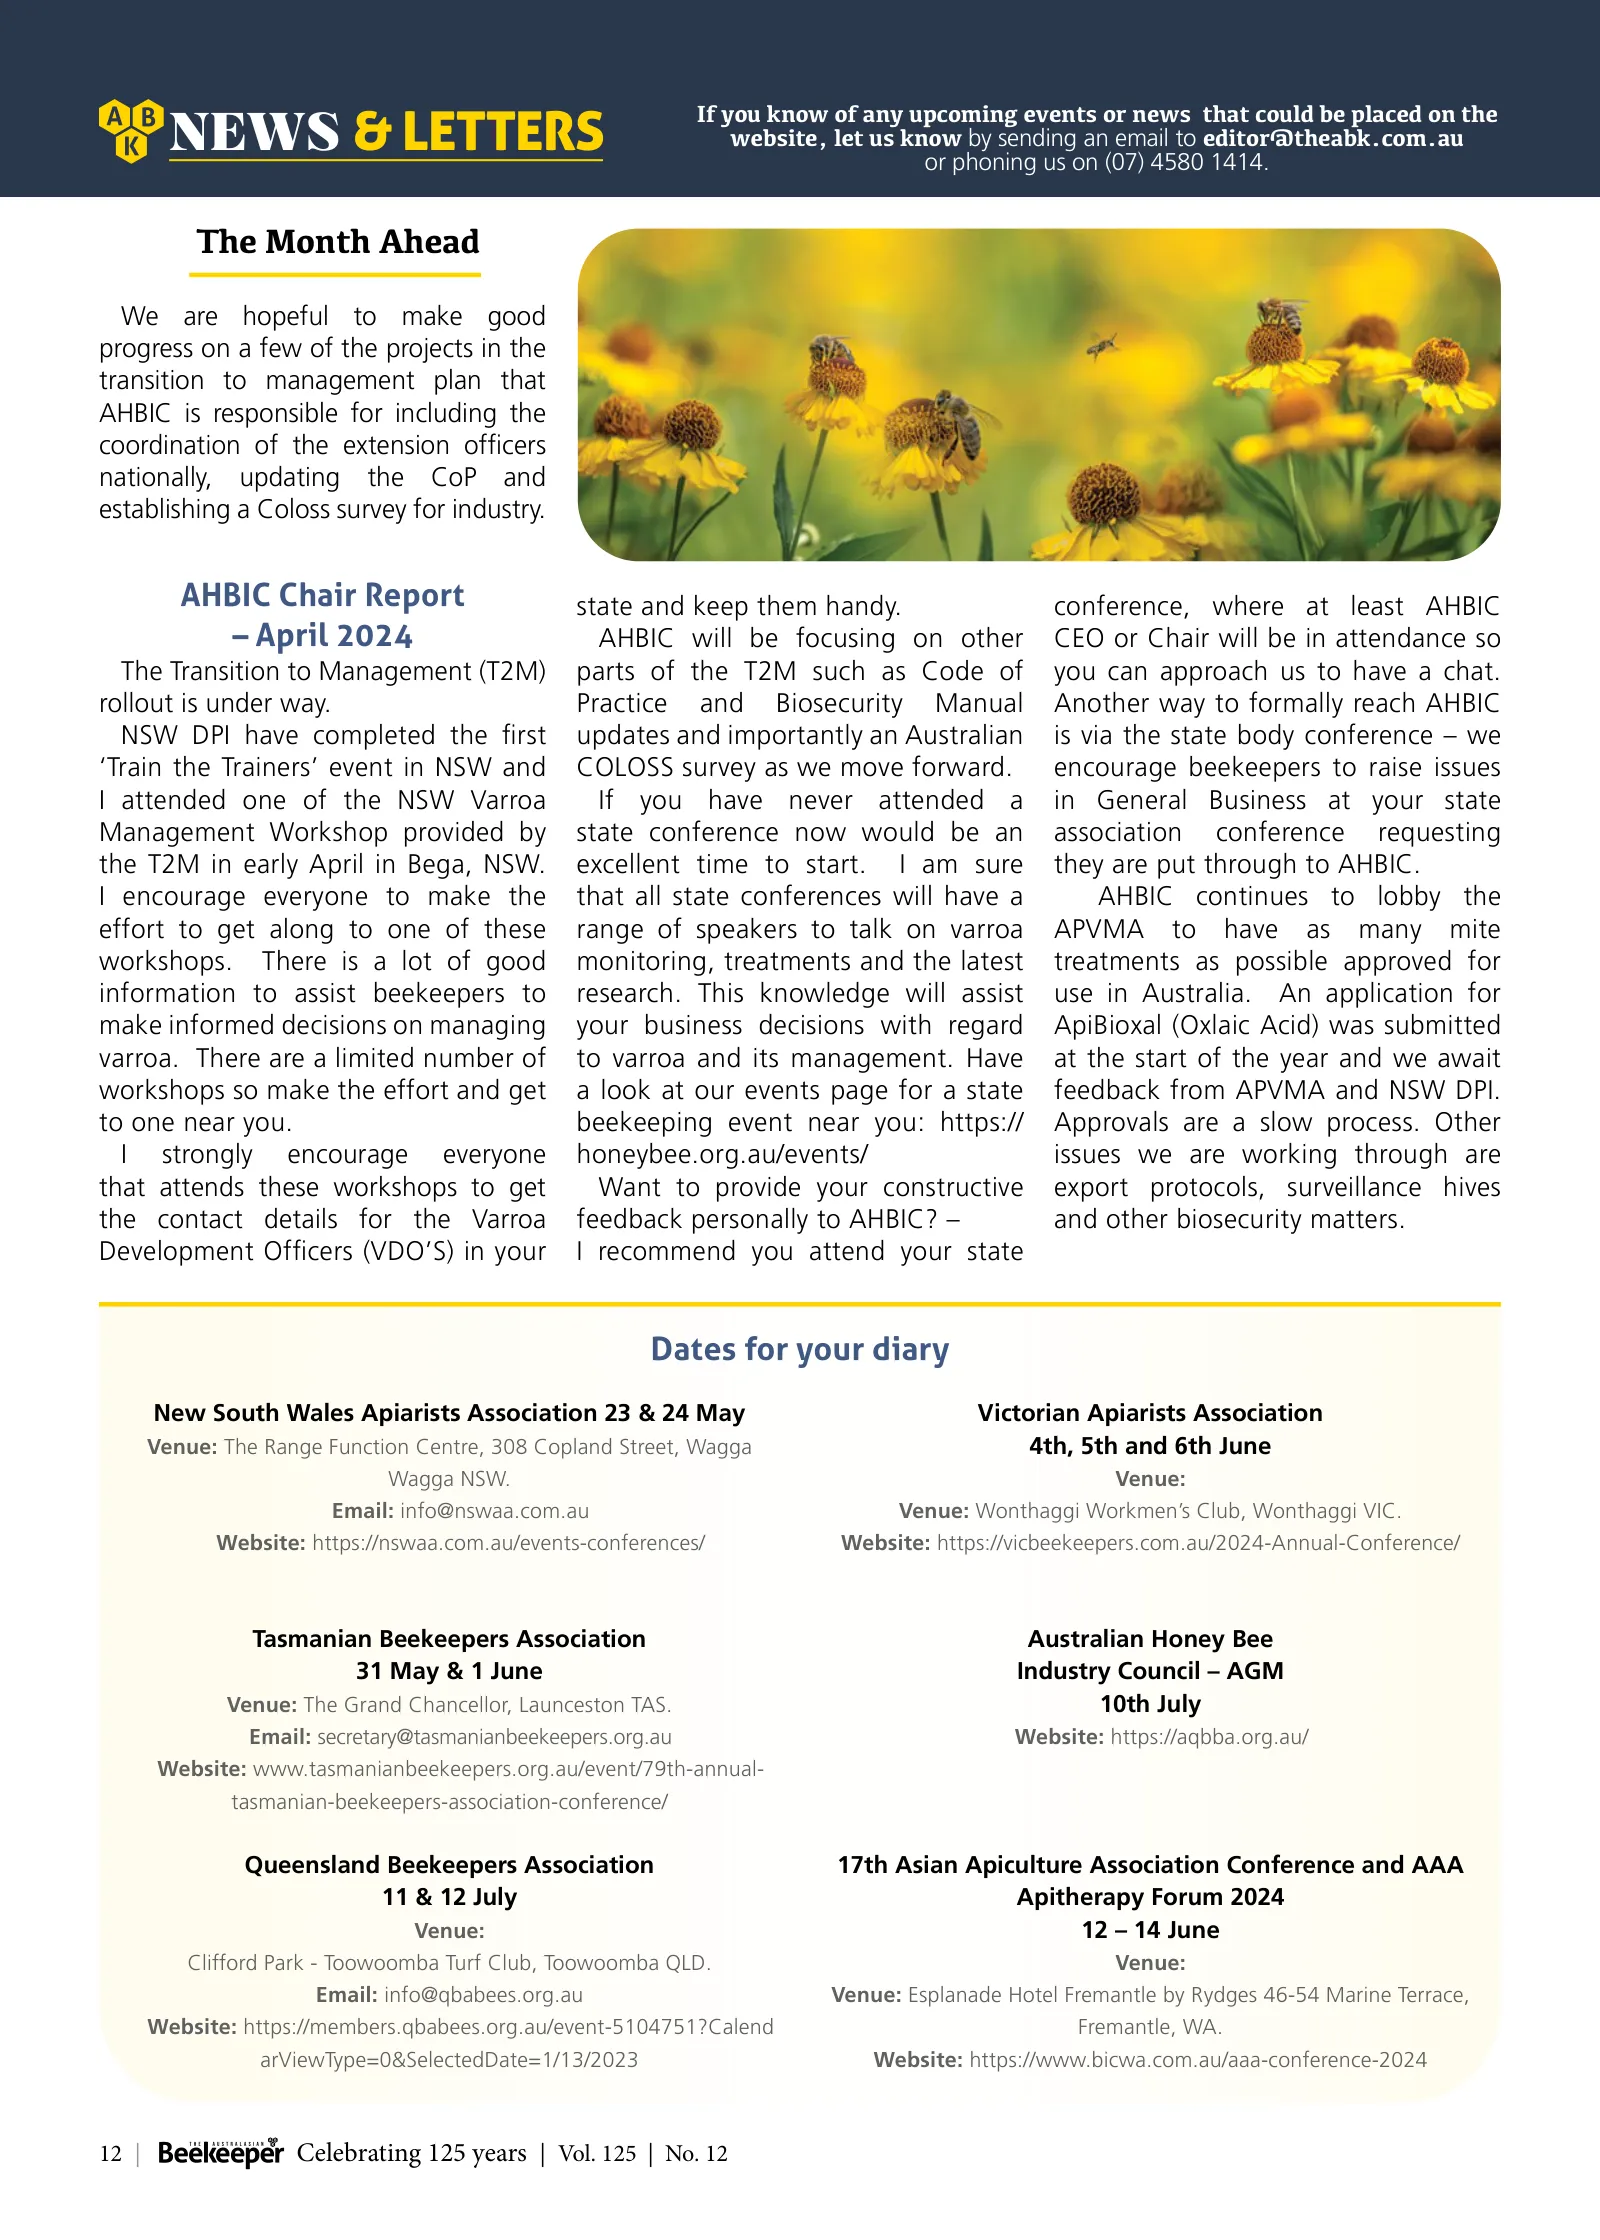 A B K
NEWS & LETTERS
If you know of any upcoming events or news that could be placed on the
website, let us know by sending an email to editor@theabk.com.au
or phoning us on (07) 4580 1414.
The Month Ahead
We are hopeful to make good
progress on a few of the projects in the
transition to management plan that
AHBIC is responsible for including the
coordination of the extension officers
nationally, updating the CoP and
establishing a Coloss survey for industry.
AHBIC Chair Report
– April 2024
The Transition to Management (T2M)
rollout is under way.
NSW DPI have completed the first
‘Train the Trainers’ event in NSW and
I attended one of the NSW Varroa
Management Workshop provided by
the T2M in early April in Bega, NSW.
I encourage everyone to make the
effort to get along to one of these
workshops. There is a lot of good
information to assist beekeepers to
make informed decisions on managing
varroa. There are a limited number of
workshops so make the effort and get
to one near you.
I strongly encourage everyone
that attends these workshops to get
the contact details for the Varroa
Development Officers (VDO’S) in your
state and keep them handy.
AHBIC will be focusing on other
parts of the T2M such as Code of
Practice and Biosecurity Manual
updates and importantly an Australian
COLOSS survey as we move forward.
If you have never attended a
state conference now would be an
excellent time to start. I am sure
that all state conferences will have a
range of speakers to talk on varroa
monitoring, treatments and the latest
research. This knowledge will assist
your business decisions with regard
to varroa and its management. Have
a look at our events page for a state
beekeeping event near you: https://
honeybee.org.au/events/
Want to provide your constructive
feedback personally to AHBIC? –
I recommend you attend your state
conference, where at least AHBIC
CEO or Chair will be in attendance so
you can approach us to have a chat.
Another way to formally reach AHBIC
is via the state body conference – we
encourage beekeepers to raise issues
in General Business at your state
association conference requesting
they are put through to AHBIC.
AHBIC continues to lobby the
APVMA to have as many mite
treatments as possible approved for
use in Australia. An application for
ApiBioxal (Oxlaic Acid) was submitted
at the start of the year and we await
feedback from APVMA and NSW DPI.
Approvals are a slow process. Other
issues we are working through are
export protocols, surveillance hives
and other biosecurity matters.
Dates for your diary
New South Wales Apiarists Association 23 & 24 May
Venue: The Range Function Centre, 308 Copland Street, Wagga
Wagga NSW.
Email: info@nswaa.com.au
Website: https://nswaa.com.au/events-conferences/
Victorian Apiarists Association
4th, 5th and 6th June
Venue:
Venue: Wonthaggi Workmen’s Club, Wonthaggi VIC.
Website: https://vicbeekeepers.com.au/2024-Annual-Conference/
Tasmanian Beekeepers Association
31 May & 1 June
Venue: The Grand Chancellor, Launceston TAS.
Email: secretary@tasmanianbeekeepers.org.au
Website: www.tasmanianbeekeepers.org.au/event/79th-annual-
tasmanian-beekeepers-association-conference/
Australian Honey Bee
Industry Council – AGM
10th July
Website: https://aqbba.org.au/
Queensland Beekeepers Association
11 & 12 July
Venue:
Clifford Park - Toowoomba Turf Club, Toowoomba QLD.
Email: info@qbabees.org.au
Website: https://members.qbabees.org.au/event-5104751?Calend
arViewType=0&SelectedDate=1/13/2023
17th Asian Apiculture Association Conference and AAA
Apitherapy Forum 2024
12 – 14 June
Venue:
Venue: Esplanade Hotel Fremantle by Rydges 46-54 Marine Terrace,
Fremantle, WA.
Website: https://www.bicwa.com.au/aaa-conference-2024
12 | THE AUSTRALASIAN Beekeeper Celebrating 125 years | Vol. 125 | No. 12